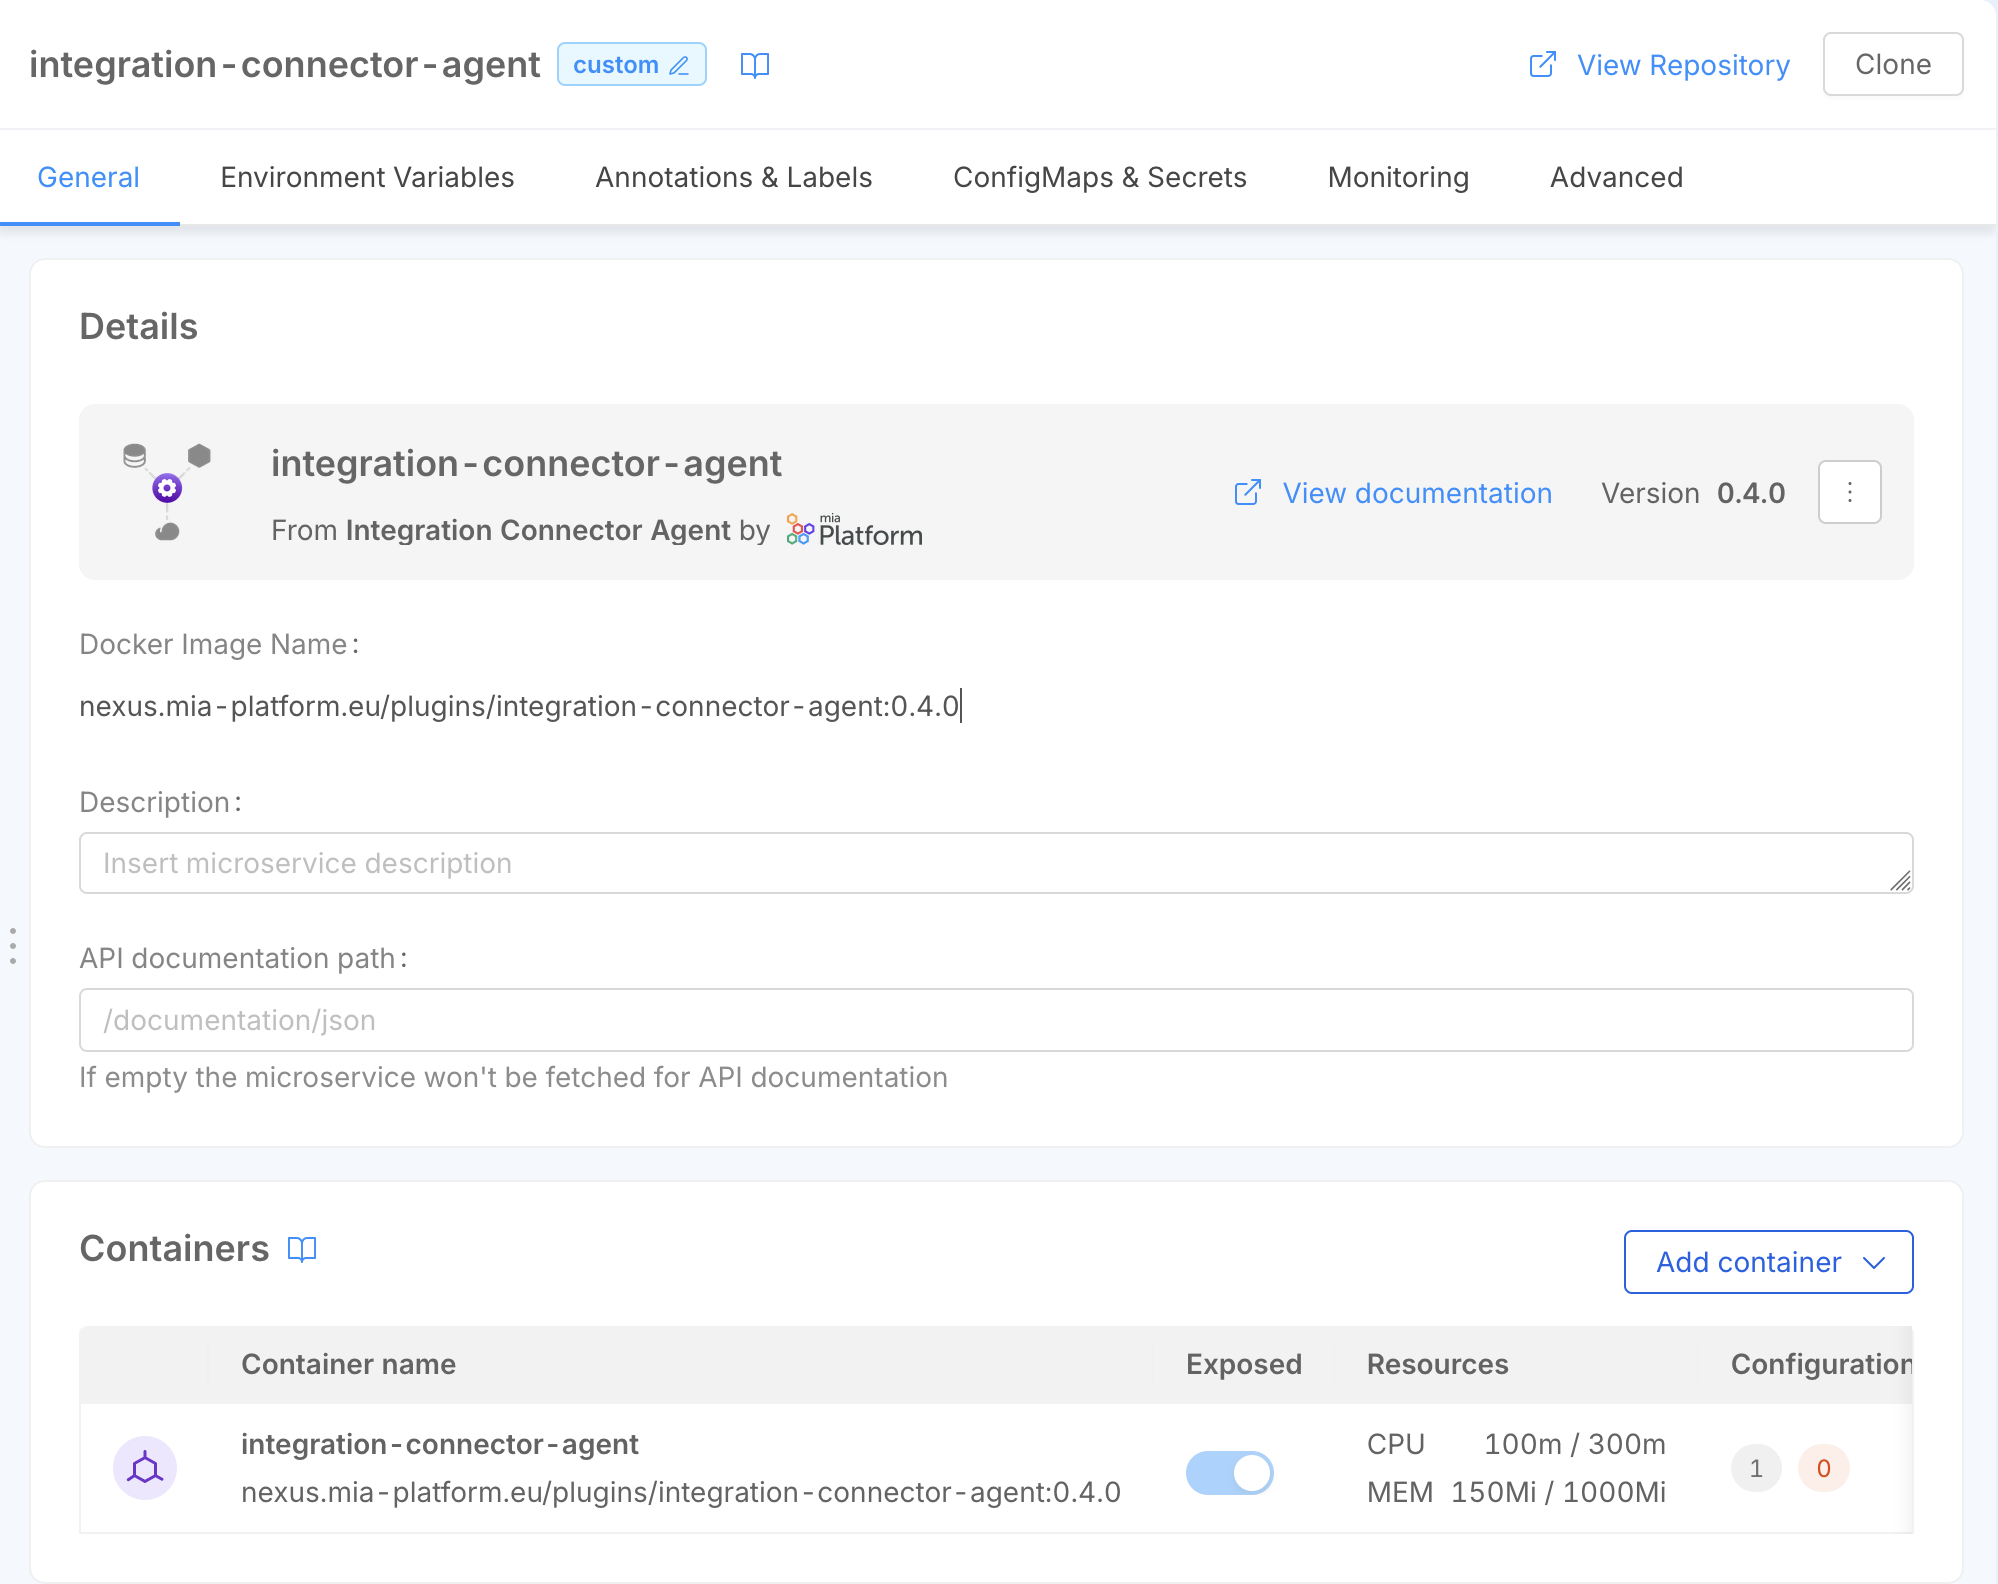 integration-connector-agent custom View Repository Clone
General Environment Variables Annotations & Labels ConfigMaps & Secrets Monitoring Advanced
Details
integration-connector-agent
From Integration Connector Agent by mia Platform
View documentation Version 0.4.0
Docker Image Name:
nexus.mia-platform.eu/plugins/integration-connector-agent:0.4.0
Description:
Insert microservice description
API documentation path:
/documentation/json
If empty the microservice won't be fetched for API documentation
Containers Add container
Container name Exposed Resources Configuration
integration-connector-agent CPU 100m / 300m
nexus.mia-platform.eu/plugins/integration-connector-agent:0.4.0 MEM 150Mi / 1000Mi
1 0